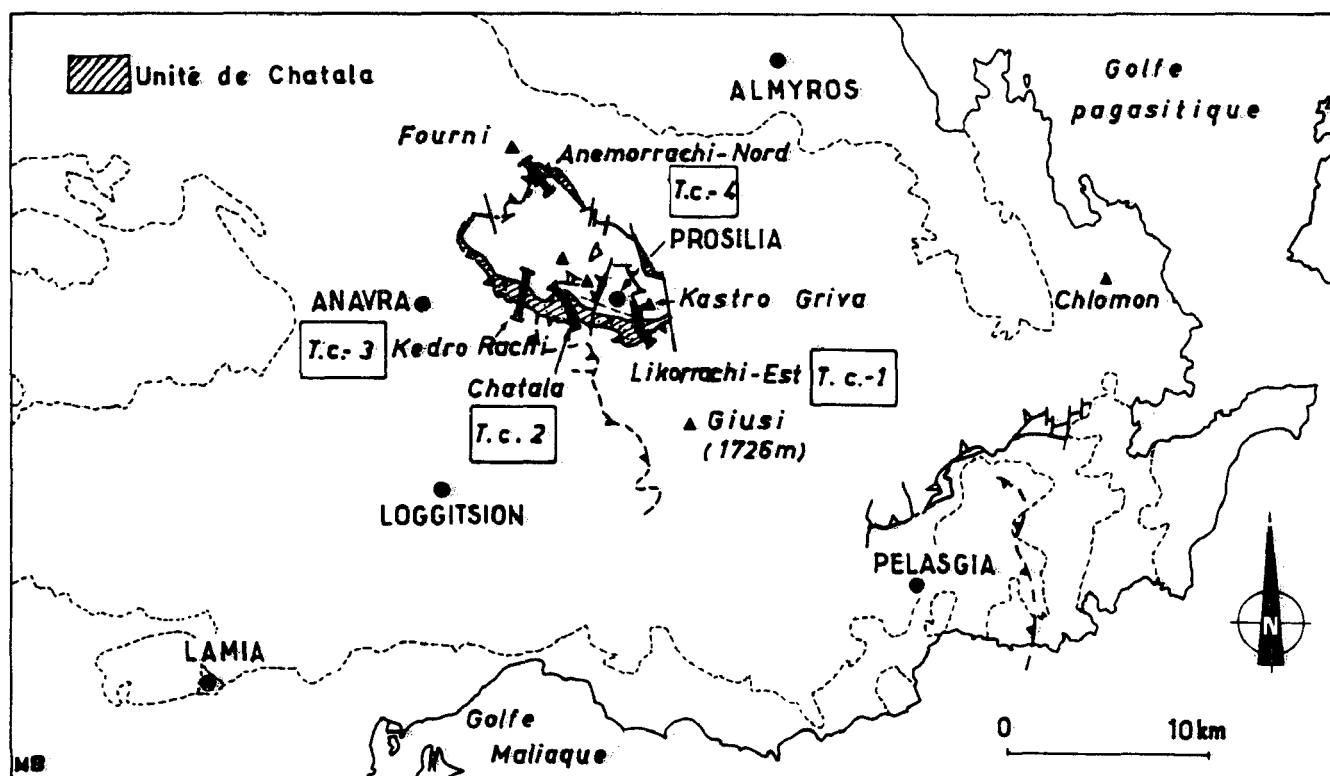 Unité de Chatala
Golfe
pagasitique
ALMYROS
Fourni
Anemorrachi-Nord
T.c.-4
PROSILIA
ANAVRA
Kastro Griva
Chlomon
T.c.-3
Kedro Rachi
Likorrachi-Est
T.c.-1
Chatala
T.c.2
Giusi
(1726m)
LOGGITSION
PELASGIA
N
LAMIA
Golfe
Maliaque
0 10km
MB